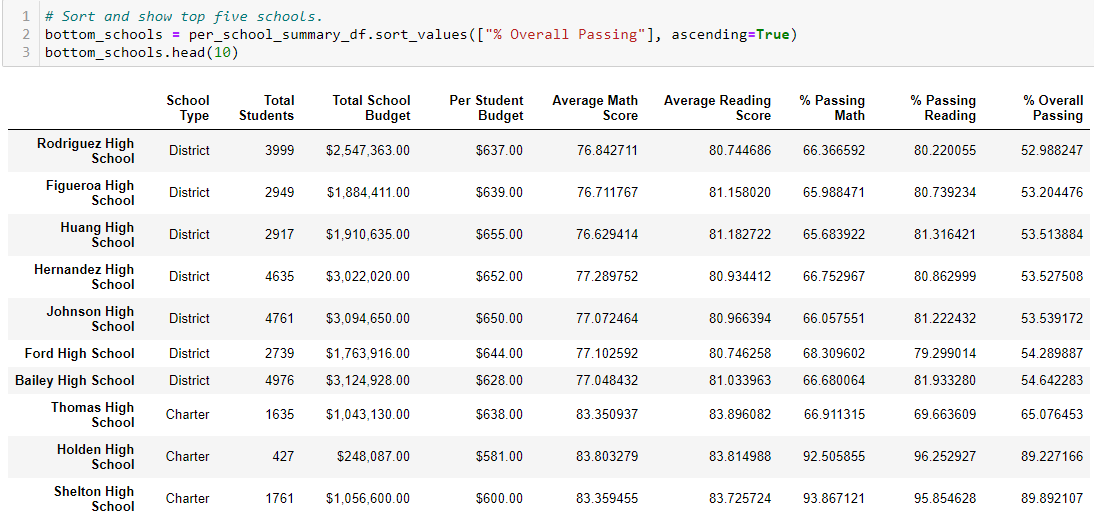 1 # Sort and show top five schools.
2 bottom_schools = per_school_summary_df.sort_values(["% Overall Passing"], ascending=True)
3 bottom_schools.head(10)
School Type Total Students Total School Budget Per Student Budget Average Math Score Average Reading Score % Passing Math % Passing Reading % Overall Passing
Rodriguez High School District 3999 $2,547,363.00 $637.00 76.842711 80.744686 66.366592 80.220055 52.988247
Figueroa High School District 2949 $1,884,411.00 $639.00 76.711767 81.158020 65.988471 80.739234 53.204476
Huang High School District 2917 $1,910,635.00 $655.00 76.629414 81.182722 65.683922 81.316421 53.513884
Hernandez High School District 4635 $3,022,020.00 $652.00 77.289752 80.934412 66.752967 80.862999 53.527508
Johnson High School District 4761 $3,094,650.00 $650.00 77.072464 80.966394 66.057551 81.222432 53.539172
Ford High School District 2739 $1,763,916.00 $644.00 77.102592 80.746258 68.309602 79.299014 54.289887
Bailey High School District 4976 $3,124,928.00 $628.00 77.048432 81.033963 66.680064 81.933280 54.642283
Thomas High School Charter 1635 $1,043,130.00 $638.00 83.350937 83.896082 66.911315 69.663609 65.076453
Holden High School Charter 427 $248,087.00 $581.00 83.803279 83.814988 92.505855 96.252927 89.227166
Shelton High School Charter 1761 $1,056,600.00 $600.00 83.359455 83.725724 93.867121 95.854628 89.892107